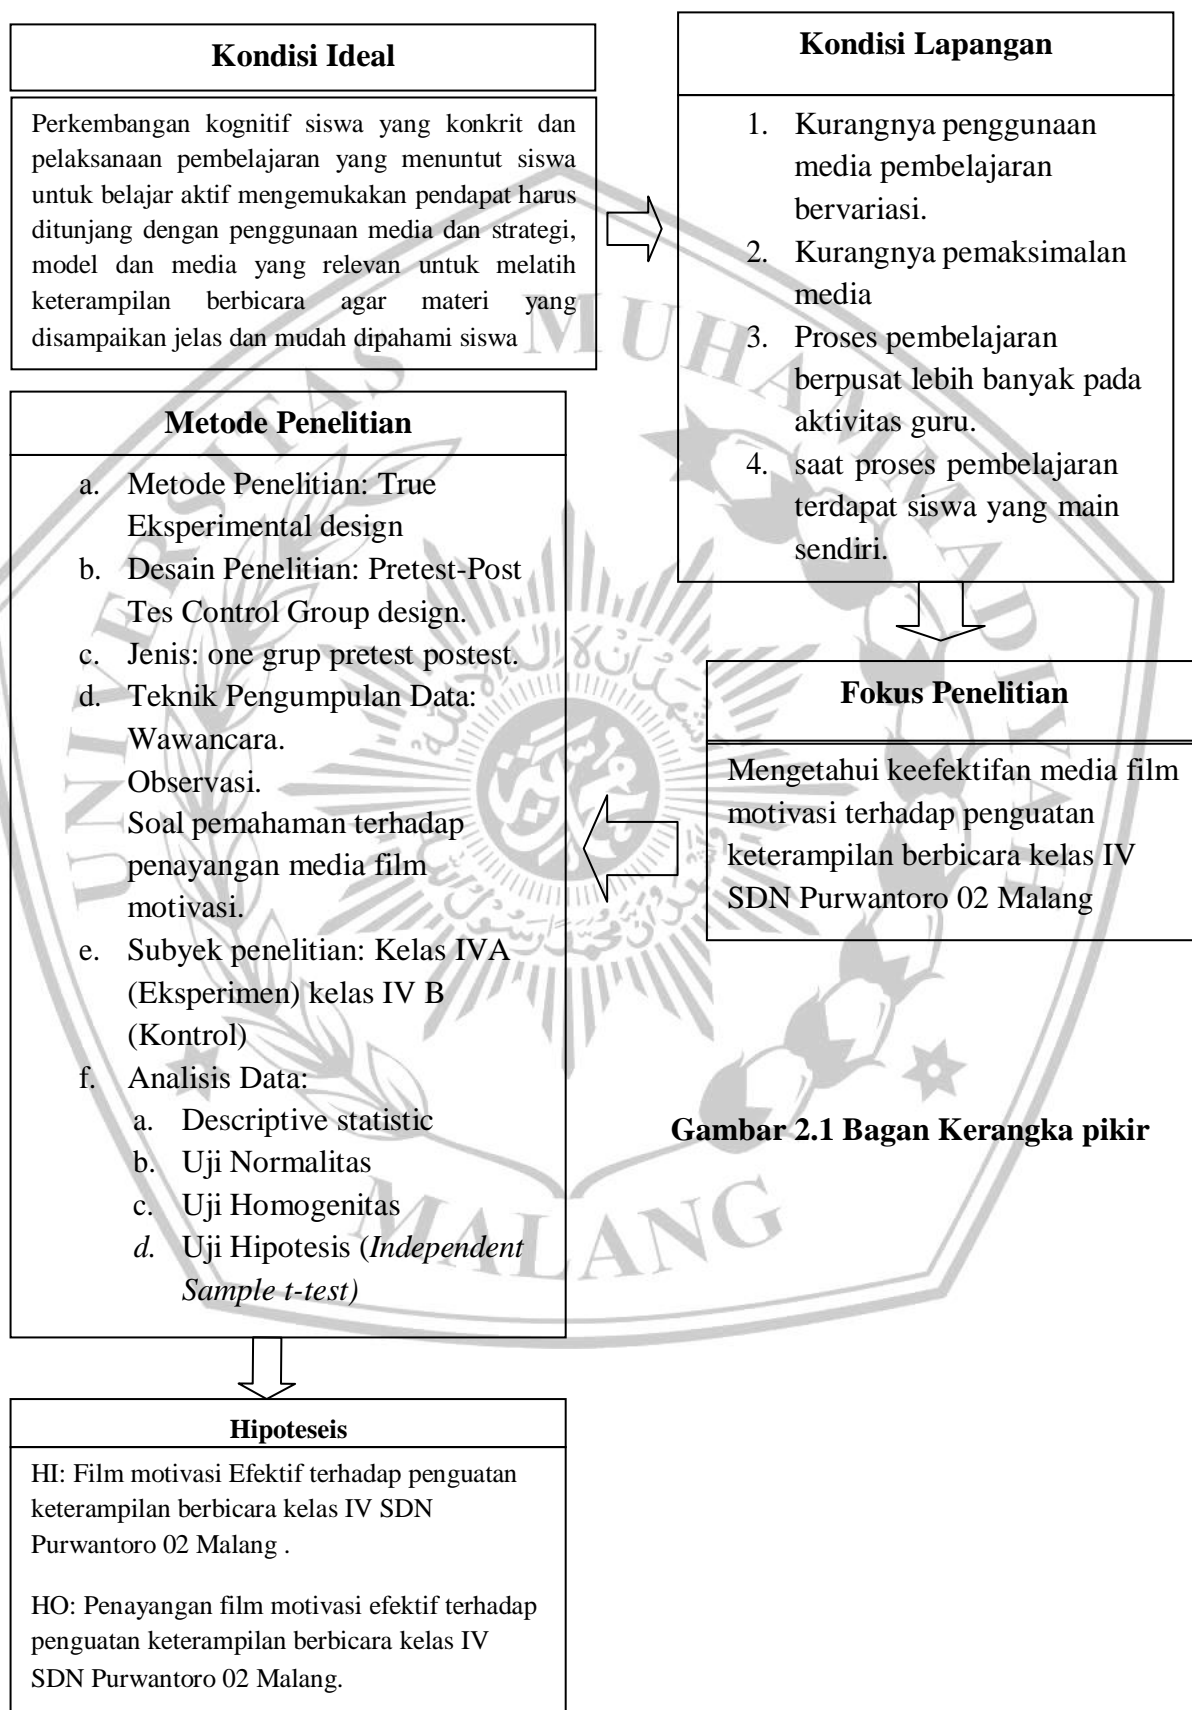 Kondisi Ideal
Perkembangan kognitif siswa yang konkrit dan
pelaksanaan pembelajaran yang menuntut siswa
untuk belajar aktif mengemukakan pendapat harus
ditunjang dengan penggunaan media dan strategi,
model dan media yang relevan untuk melatih
keterampilan berbicara agar materi yang
disampaikan jelas dan mudah dipahami siswa
Kondisi Lapangan
1. Kurangnya penggunaan
media pembelajaran
bervariasi.
2. Kurangnya pemaksimalan
media
3. Proses pembelajaran
berpusat lebih banyak pada
aktivitas guru.
4. saat proses pembelajaran
terdapat siswa yang main
sendiri.
Fokus Penelitian
Mengetahui keefektifan media film
motivasi terhadap penguatan
keterampilan berbicara kelas IV
SDN Purwantoro 02 Malang
Metode Penelitian
a. Metode Penelitian: True
Eksperimental design
b. Desain Penelitian: Pretest-Post
Tes Control Group design.
c. Jenis: one grup pretest postest.
d. Teknik Pengumpulan Data:
Wawancara.
Observasi.
Soal pemahaman terhadap
penayangan media film
motivasi.
e. Subyek penelitian: Kelas IVA
(Eksperimen) kelas IV B
(Kontrol)
f. Analisis Data:
a. Descriptive statistic
b. Uji Normalitas
c. Uji Homogenitas
d. Uji Hipotesis (Independent
Sample t-test)
Gambar 2.1 Bagan Kerangka pikir
Hipoteseis
HI: Film motivasi Efektif terhadap penguatan
keterampilan berbicara kelas IV SDN
Purwantoro 02 Malang .
HO: Penayangan film motivasi efektif terhadap
penguatan keterampilan berbicara kelas IV
SDN Purwantoro 02 Malang.
UNIVERSITAS MUHAMMADIYAH
MALANG